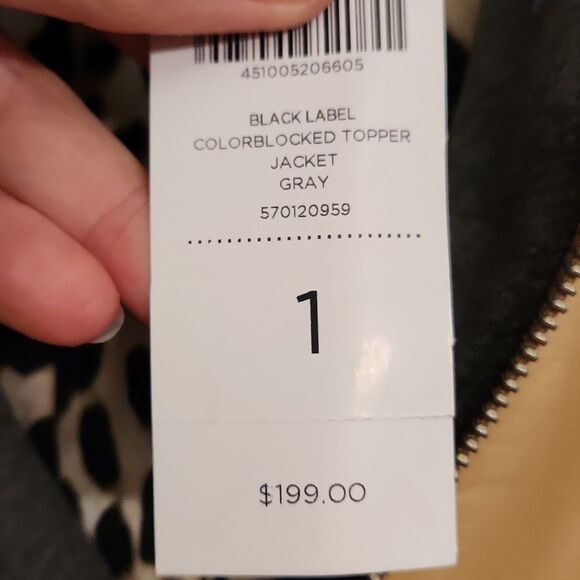 451005206605
BLACK LABEL
COLORBLOCKED TOPPER
JACKET
GRAY
570120959
1
$199.00